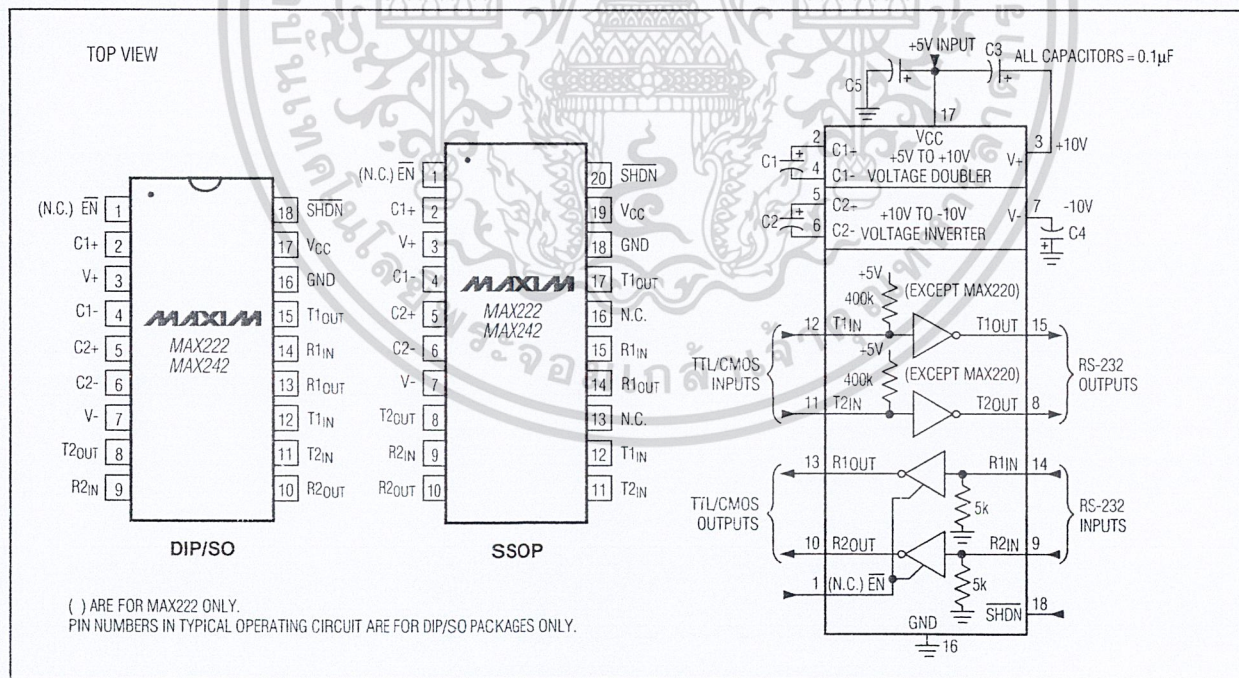 TOP VIEW
(N.C.) EN 1
C1+ 2
V+ 3
C1- 4
C2+ 5
C2- 6
V- 7
T2OUT 8
R2IN 9
18 SHDN
17 VCC
16 GND
15 T1OUT
14 R1IN
13 R1OUT
12 T1IN
11 T2IN
10 R2OUT
MAXIM
MAX222
MAX242
DIP/SO
(N.C.) EN 1
C1+ 2
V+ 3
C1- 4
C2+ 5
C2- 6
V- 7
T2OUT 8
R2IN 9
R2OUT 10
20 SHDN
19 VCC
18 GND
17 T1OUT
16 N.C.
15 R1IN
14 R1OUT
13 N.C.
12 T1IN
11 T2IN
MAXIM
MAX222
MAX242
SSOP
+5V INPUT
C3
ALL CAPACITORS = 0.1µF
C5
17
VCC
2 C1+
C1
4 C1-
+5V TO +10V
VOLTAGE DOUBLER
V+ 3 +10V
5 C2+
C2
6 C2-
+10V TO -10V
VOLTAGE INVERTER
V- 7 -10V
C4
+5V
400k
(EXCEPT MAX220)
12 T1IN
T1OUT 15
+5V
400k
(EXCEPT MAX220)
11 T2IN
T2OUT 8
TTL/CMOS
INPUTS
RS-232
OUTPUTS
13 R1OUT
R1IN 14
5k
10 R2OUT
R2IN 9
5k
TTL/CMOS
OUTPUTS
RS-232
INPUTS
1 (N.C.) EN
SHDN 18
GND
16
( ) ARE FOR MAX222 ONLY.
PIN NUMBERS IN TYPICAL OPERATING CIRCUIT ARE FOR DIP/SO PACKAGES ONLY.